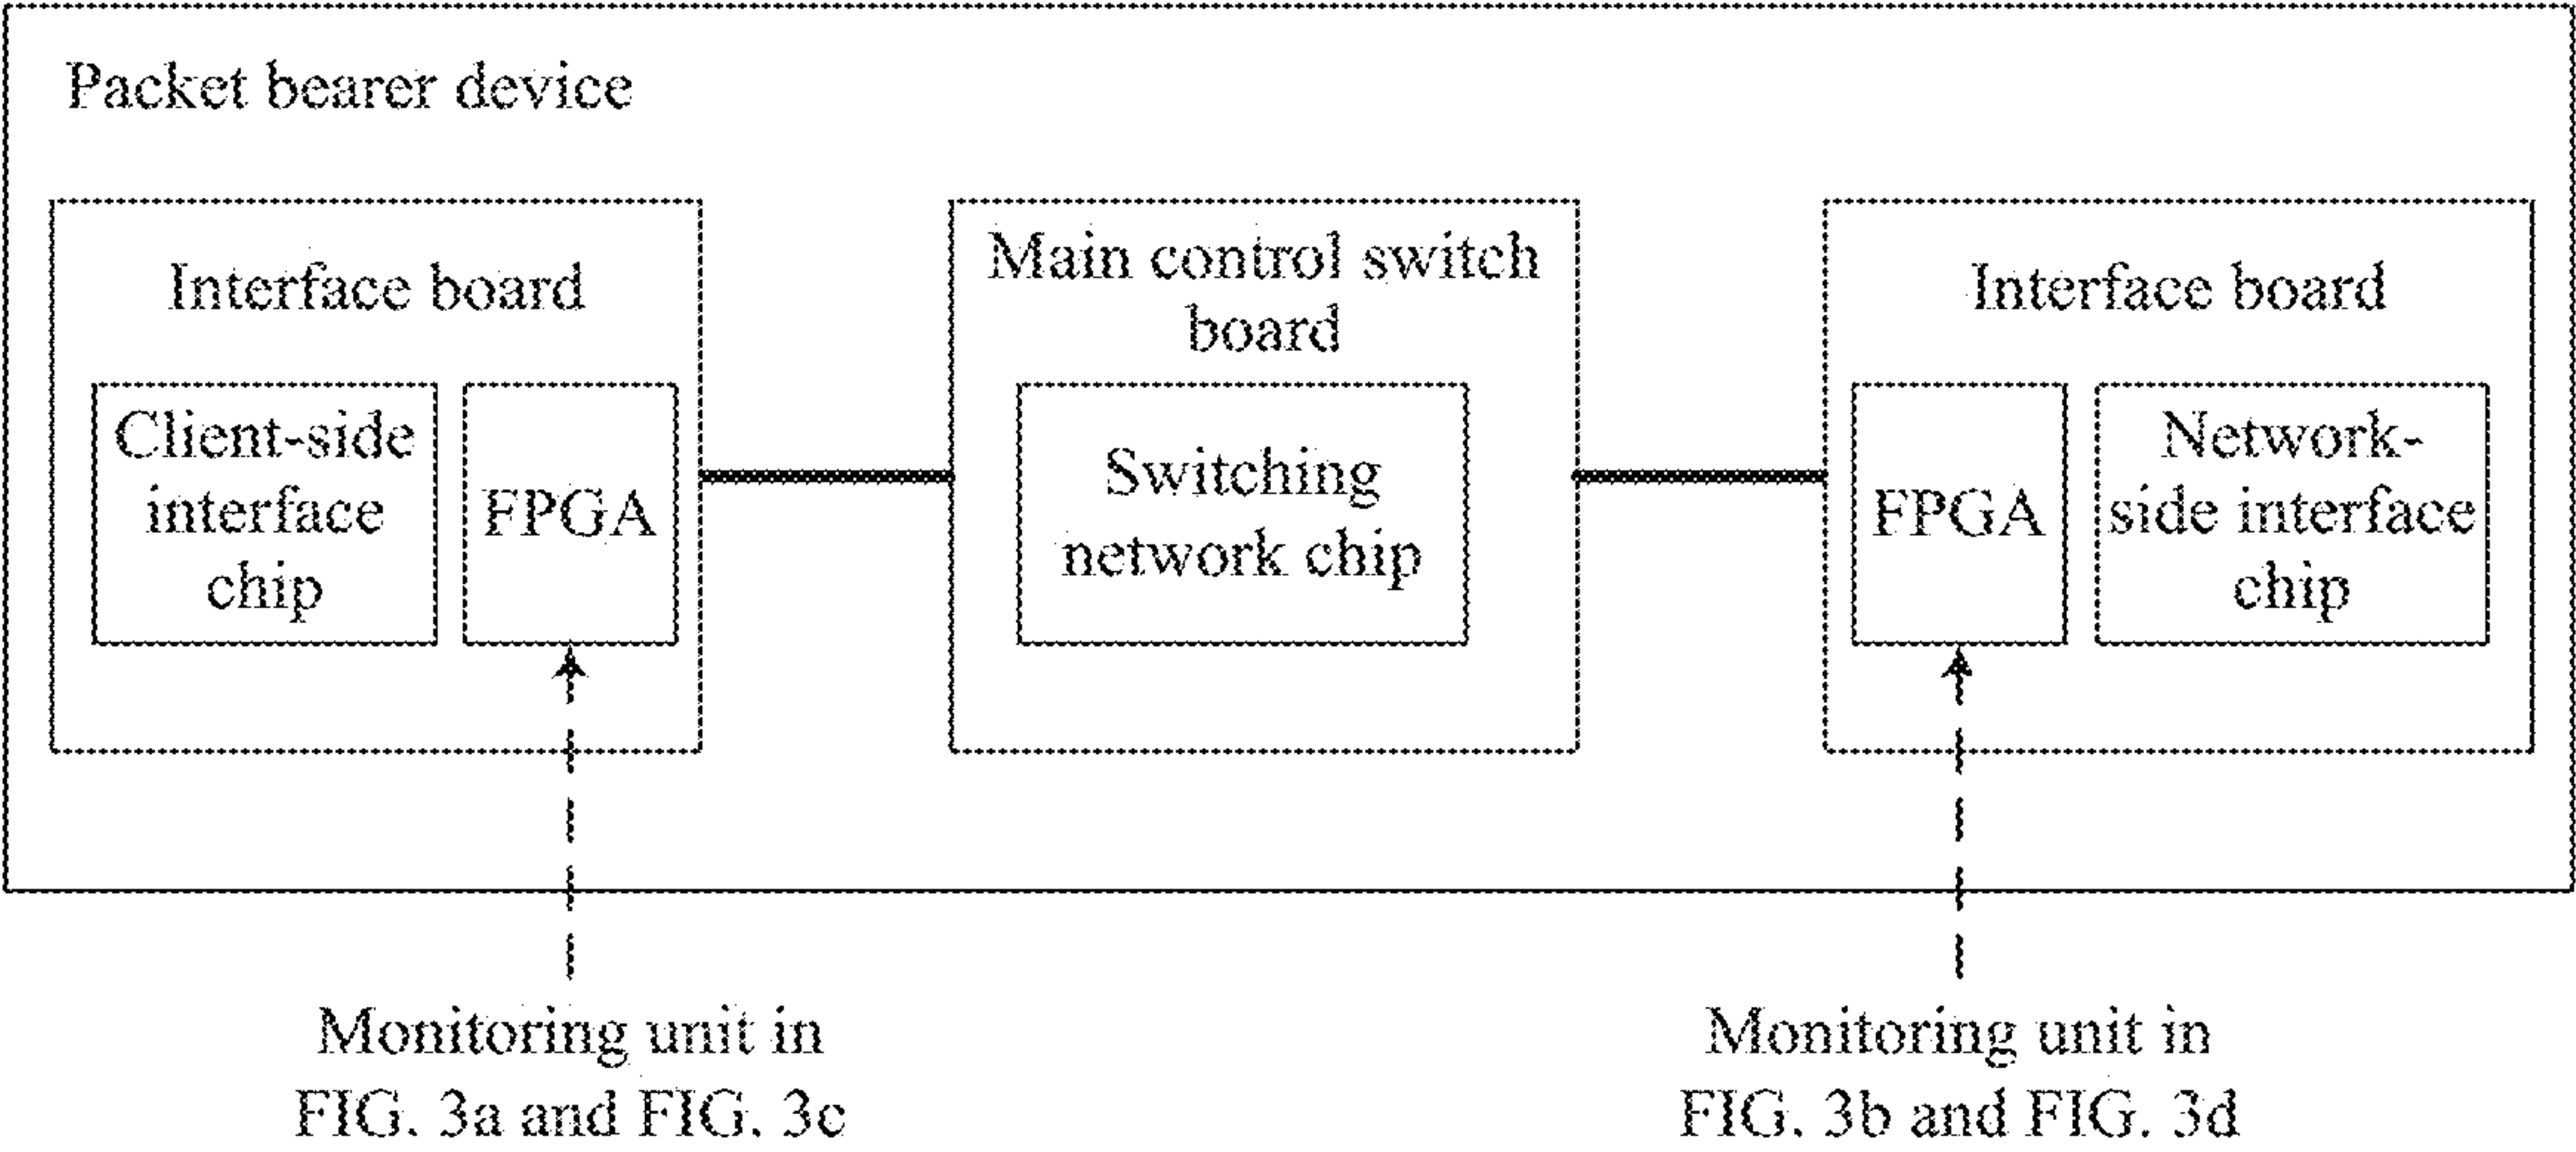 Packet bearer device
Interface board
Client-side
interface
chip
FPGA
Main control switch
board
Switching
network chip
Interface board
FPGA
Network-
side interface
chip
Monitoring unit in
FIG. 3a and FIG. 3c
Monitoring unit in
FIG. 3b and FIG. 3d